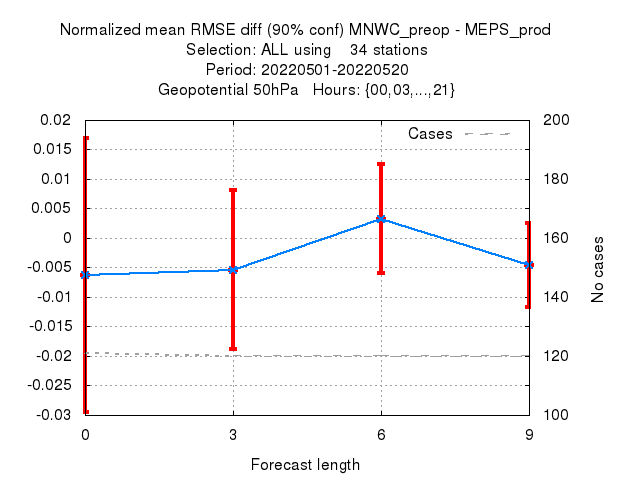 Normalized mean RMSE diff (90% conf) MNWC_preop - MEPS_prod
Selection: ALL using    34 stations
Period: 20220501-20220520
Geopotential 50hPa   Hours: {00,03,...,21}
Cases
0.02
0.015
0.01
0.005
0
-0.005
-0.01
-0.015
-0.02
-0.025
-0.03
200
180
160
140
120
100
No cases
0 3 6 9
Forecast length